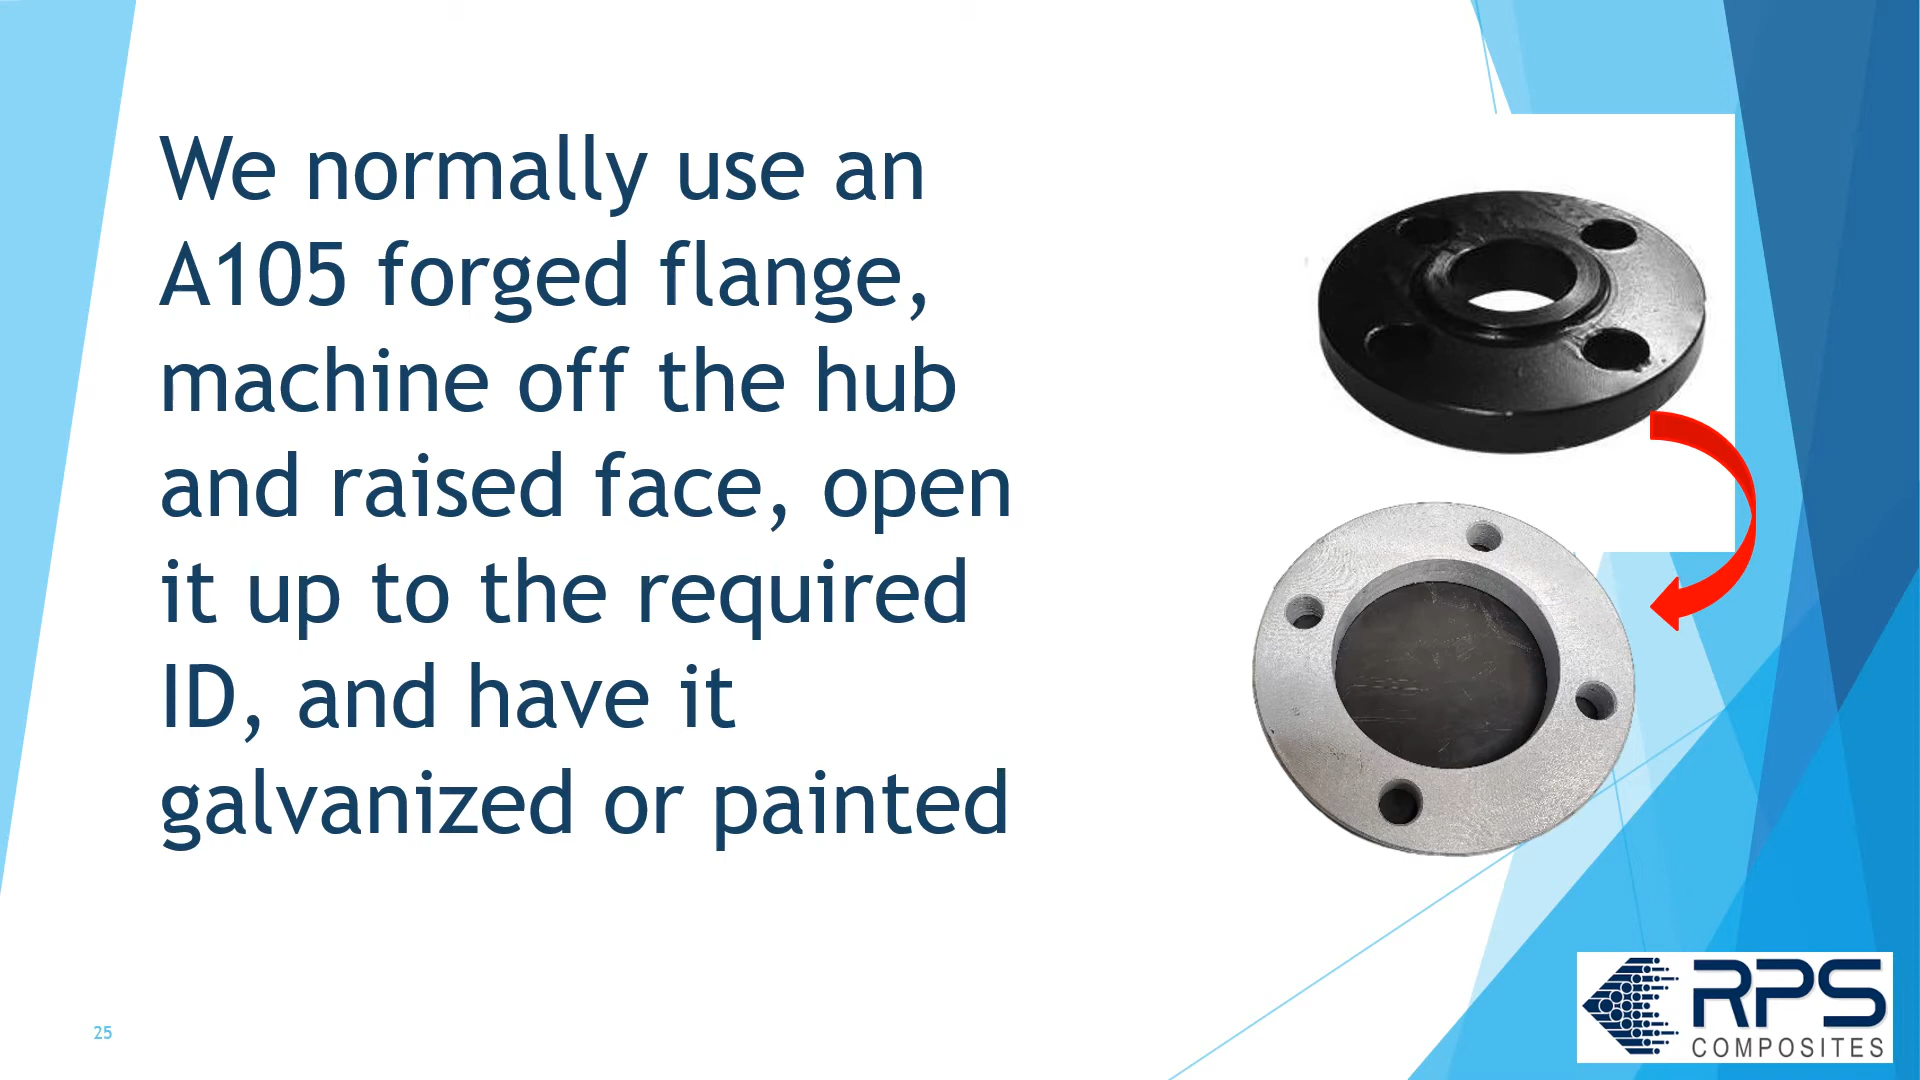 We normally use an
A105 forged flange,
machine off the hub
and raised face, open
it up to the required
ID, and have it
galvanized or painted
25
RPS
COMPOSITES